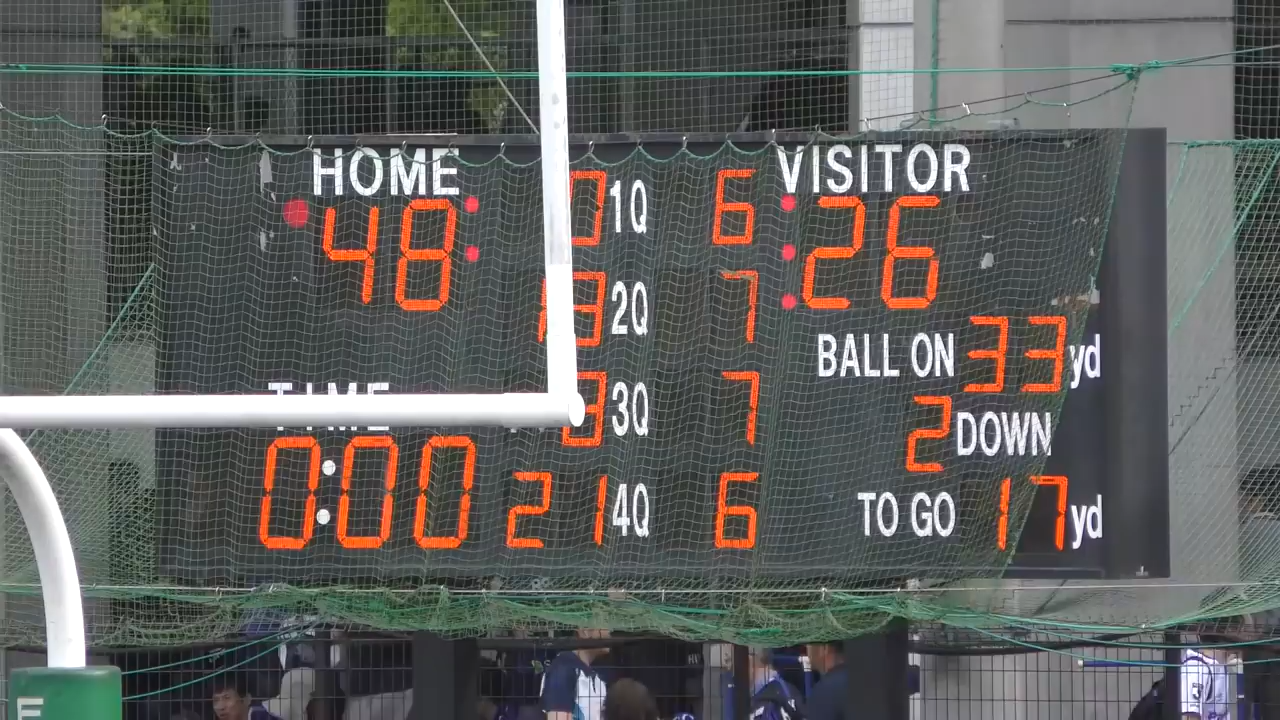 HOME 1Q 6 VISITOR
48 26
2Q 7
BALL ON 33 yd
TIME 3Q 7
2 DOWN
0:00 21 4Q 6
TO GO 17 yd